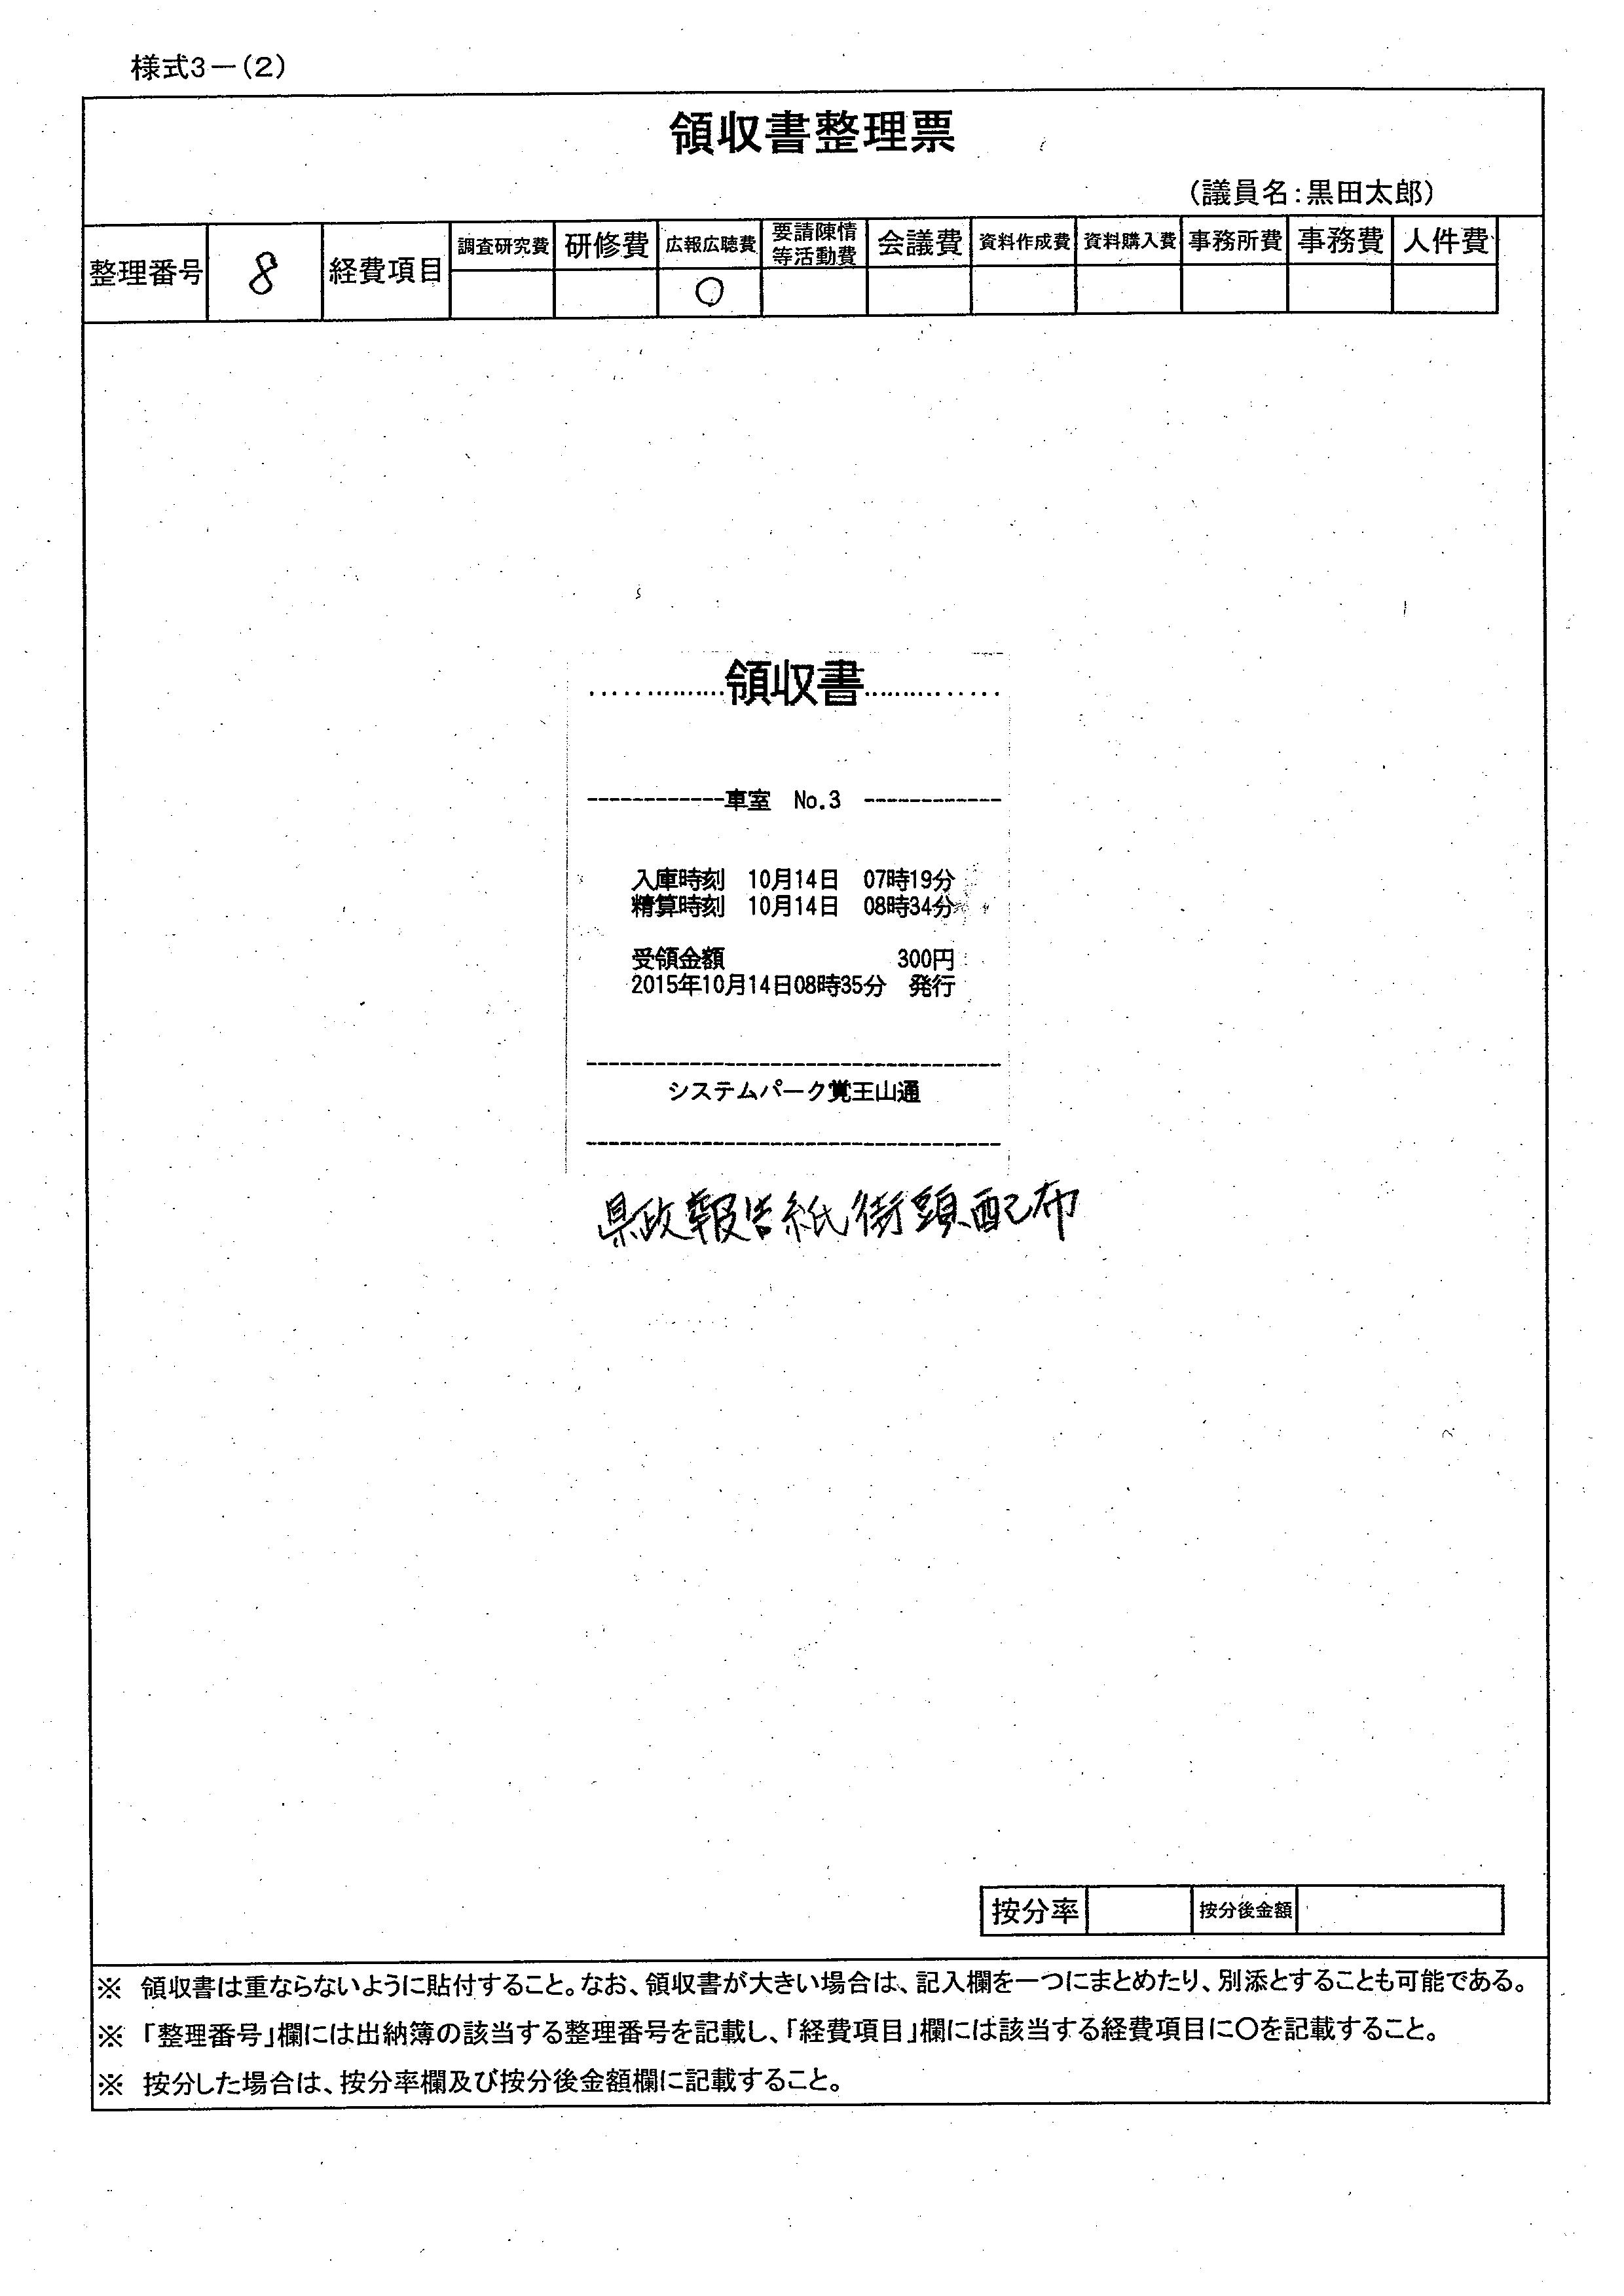 様式3-(2)
領収書整理票
(議員名:黒田太郎)
整理番号 8 経費項目 調査研究費 研修費 広報広聴費 要請陳情等活動費 会議費 資料作成費 資料購入費 事務所費 事務費 人件費
○
領収書
車室 No.3
入庫時刻 10月14日 07時19分
精算時刻 10月14日 08時34分
受領金額 300円
2015年10月14日08時35分 発行
システムパーク覚王山通
県政報告紙街頭配布
按分率 按分後金額
※ 領収書は重ならないように貼付すること。なお、領収書が大きい場合は、記入欄を一つにまとめたり、別添とすることも可能である。
※ 「整理番号」欄には出納簿の該当する整理番号を記載し、「経費項目」欄には該当する経費項目に○を記載すること。
※ 按分した場合は、按分率欄及び按分後金額欄に記載すること。